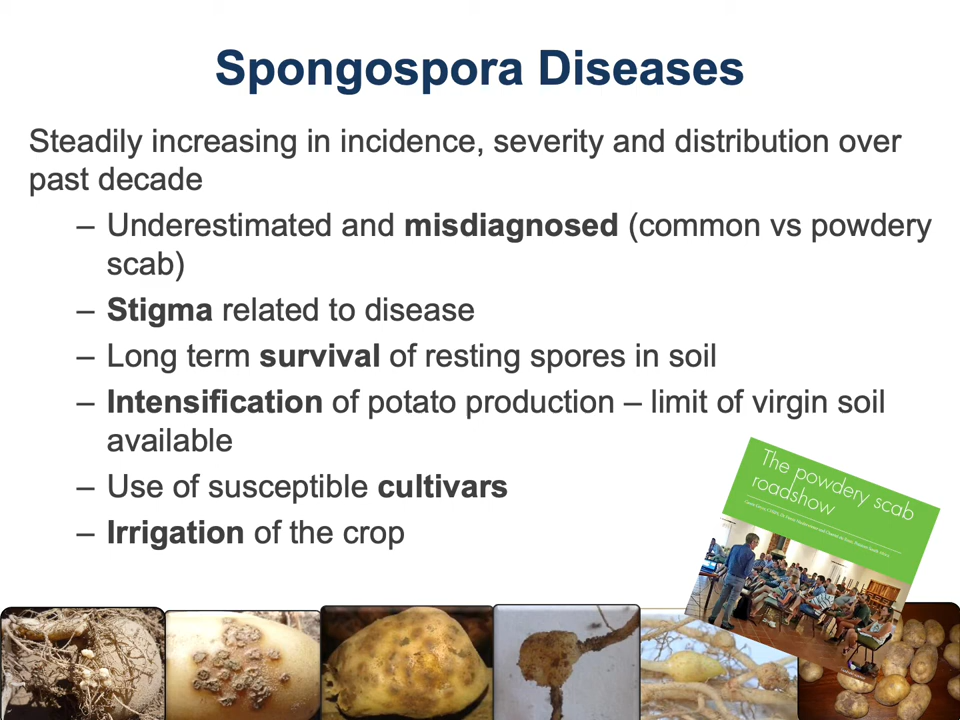 Spongospora Diseases
Steadily increasing in incidence, severity and distribution over
past decade
– Underestimated and misdiagnosed (common vs powdery
scab)
– Stigma related to disease
– Long term survival of resting spores in soil
– Intensification of potato production – limit of virgin soil
available
– Use of susceptible cultivars
– Irrigation of the crop
The powdery scab
roadshow